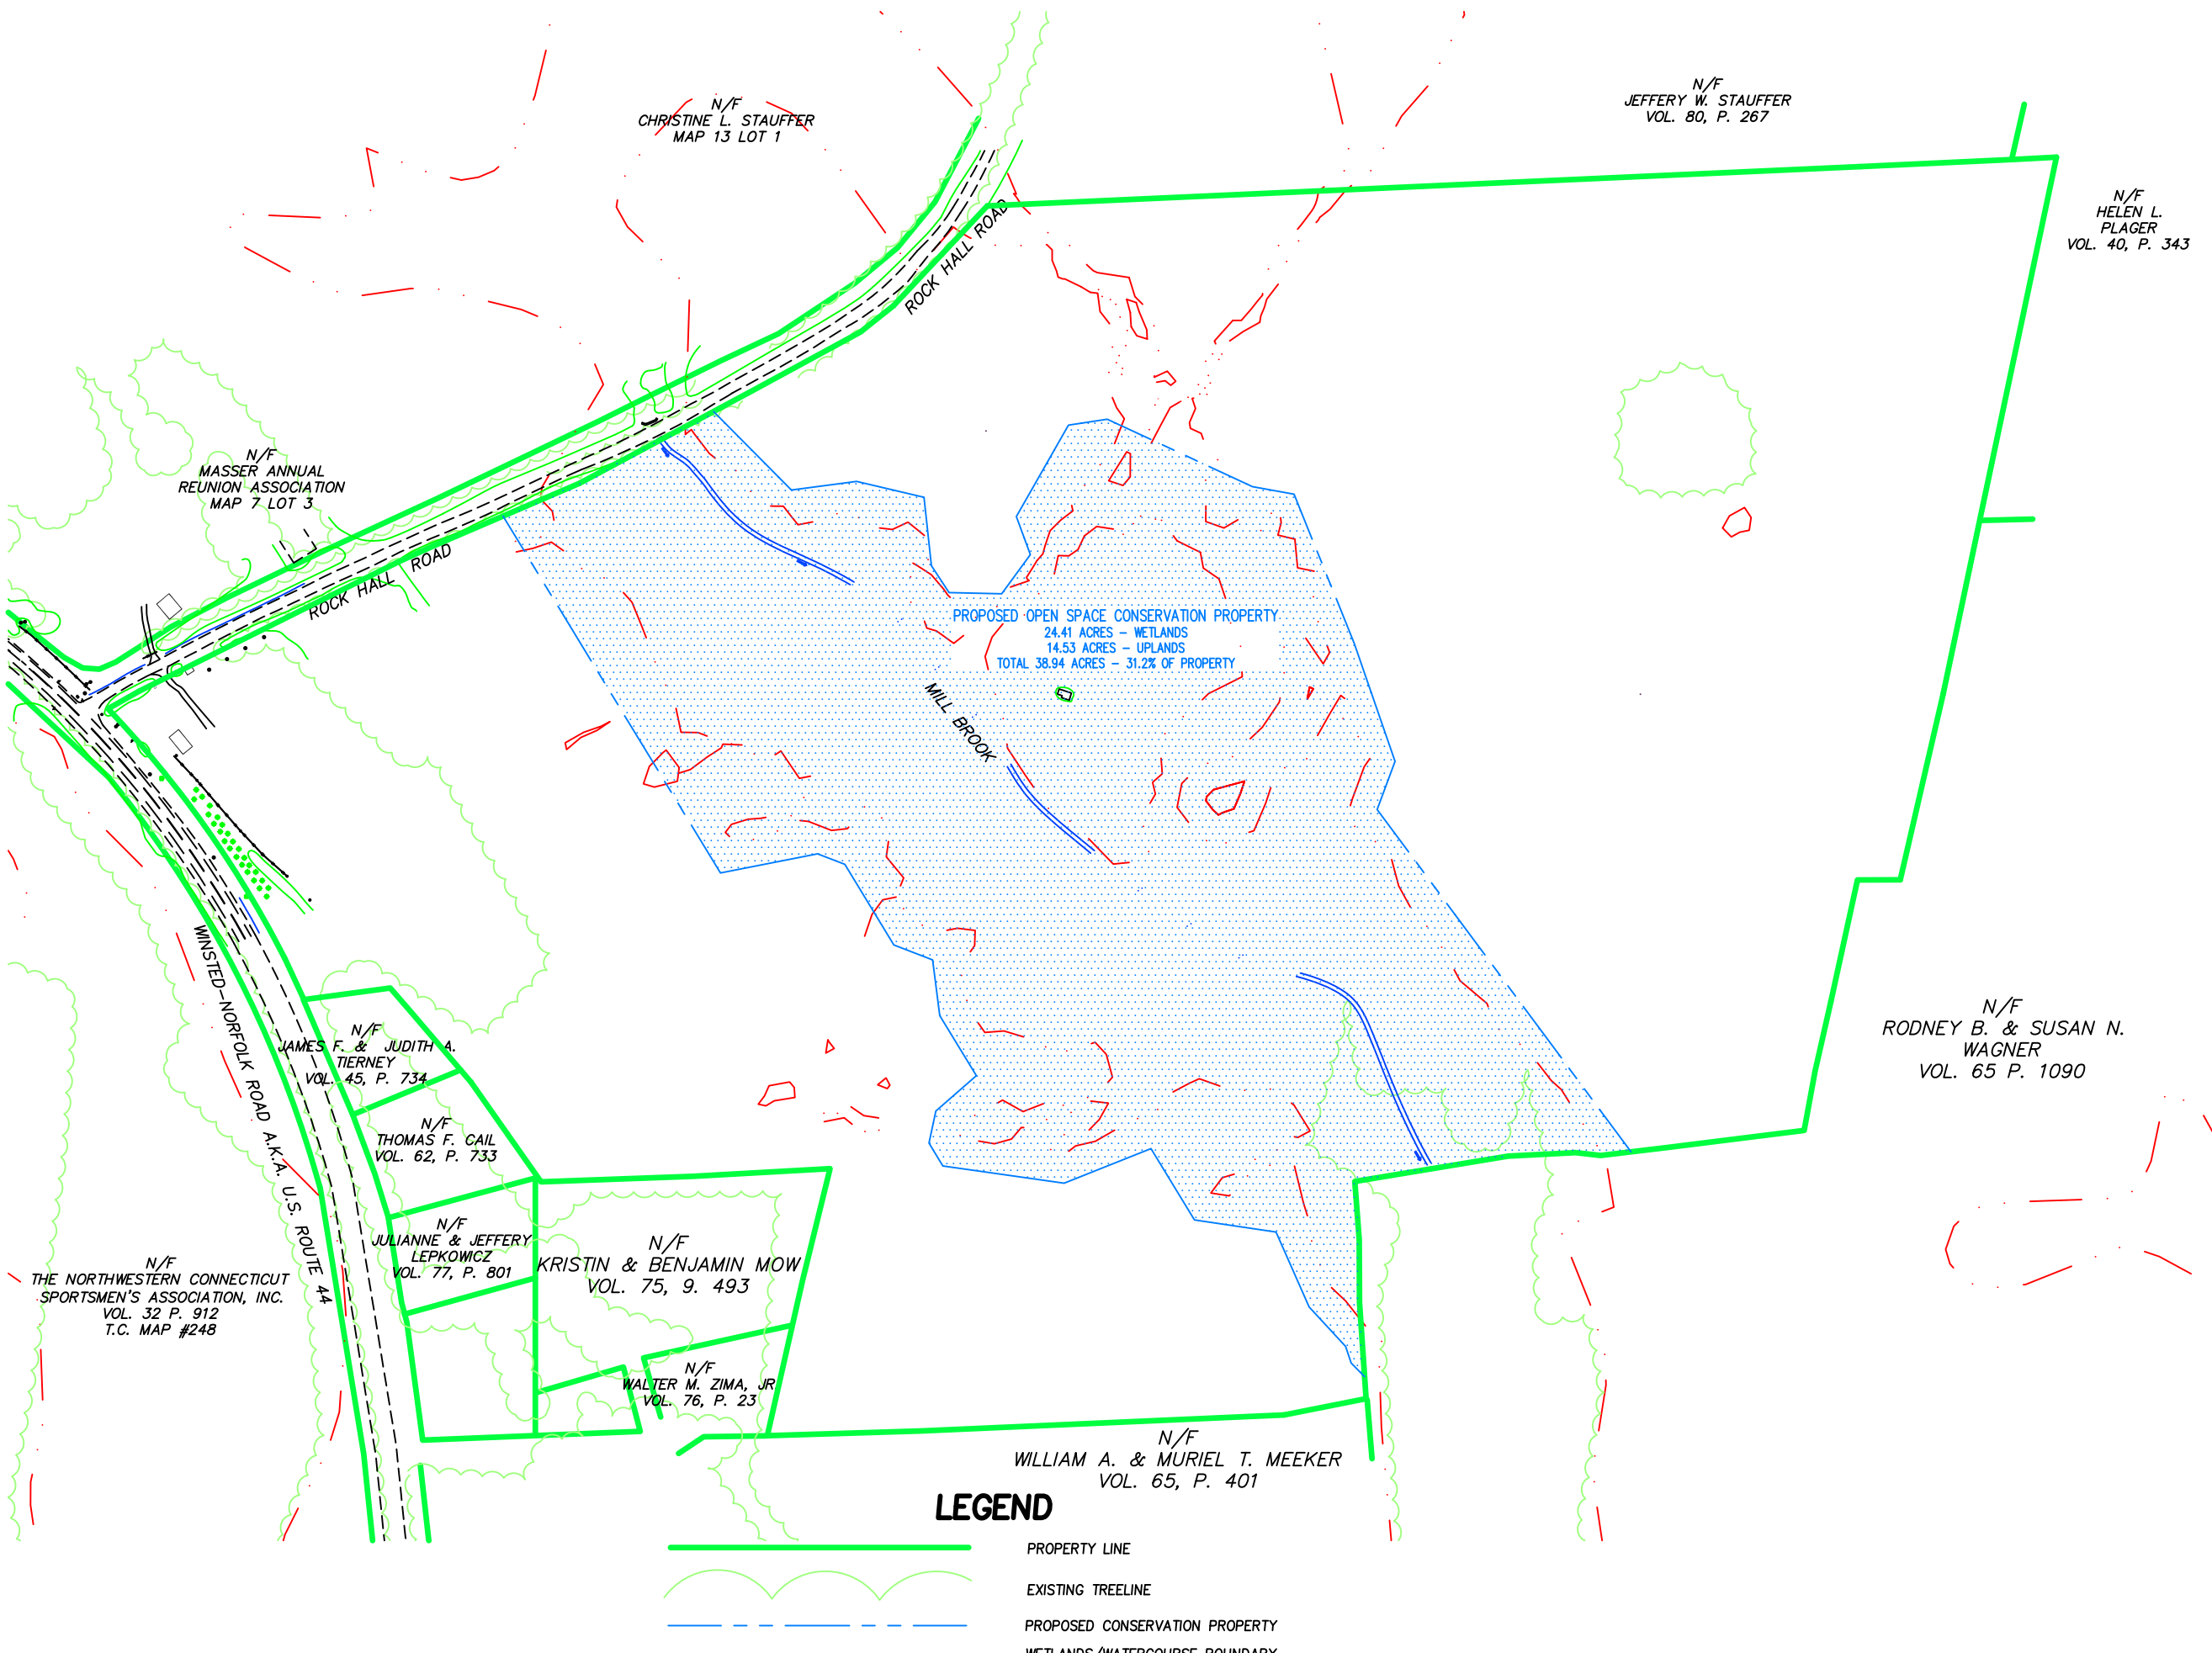 N/F
CHRISTINE L. STAUFFER
MAP 13 LOT 1
N/F
JEFFERY W. STAUFFER
VOL. 80, P. 267
N/F
HELEN L.
PLAGER
VOL. 40, P. 343
ROCK HALL ROAD
N/F
MASSER ANNUAL
REUNION ASSOCIATION
MAP 7 LOT 3
ROCK HALL ROAD
PROPOSED OPEN SPACE CONSERVATION PROPERTY
24.41 ACRES - WETLANDS
14.53 ACRES - UPLANDS
TOTAL 38.94 ACRES - 31.2% OF PROPERTY
MILL BROOK
WINSTED-NORFOLK ROAD A.K.A. U.S. ROUTE 44
N/F
JAMES F. & JUDITH A.
TIERNEY
VOL. 45, P. 734
N/F
RODNEY B. & SUSAN N.
WAGNER
VOL. 65 P. 1090
N/F
THOMAS F. CAIL
VOL. 62, P. 733
N/F
JULIANNE & JEFFERY
LEPKOWICZ
VOL. 77, P. 801
N/F
KRISTIN & BENJAMIN MOW
VOL. 75, 9. 493
N/F
THE NORTHWESTERN CONNECTICUT
SPORTSMEN'S ASSOCIATION, INC.
VOL. 32 P. 912
T.C. MAP #248
N/F
WALTER M. ZIMA, JR
VOL. 76, P. 23
N/F
WILLIAM A. & MURIEL T. MEEKER
VOL. 65, P. 401
LEGEND
PROPERTY LINE
EXISTING TREELINE
PROPOSED CONSERVATION PROPERTY
WETLANDS/WATERCOURSE BOUNDARY